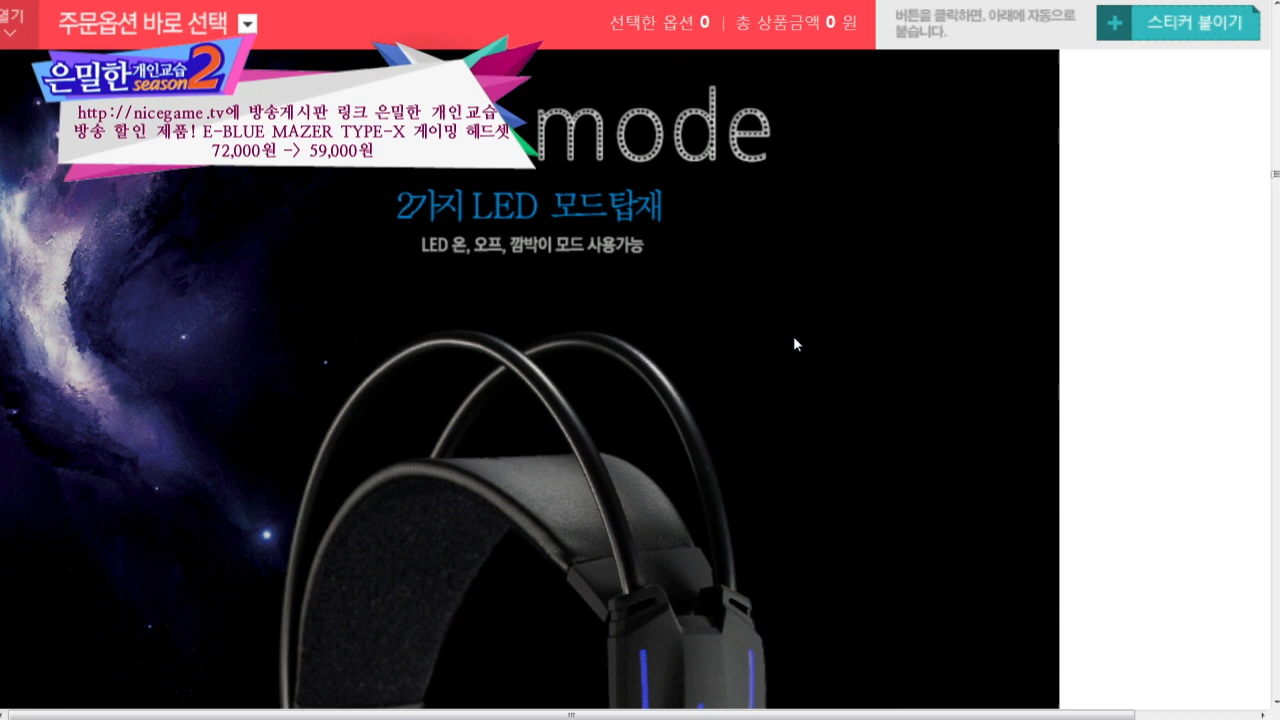 열기
주문옵션 바로 선택
선택한 옵션 0 | 총 상품금액 0 원
버튼을 클릭하면, 아래에 자동으로
붙습니다.
+ 스티커 붙이기
은밀한 개인교습 season 2
http://nicegame.tv에 방송게시판 링크 은밀한 개인교습
방송 할인 제품! E-BLUE MAZER TYPE-X 게이밍 헤드셋
72,000원 -> 59,000원
mode
2가지 LED 모드탑재
LED 온, 오프, 깜박이 모드 사용가능